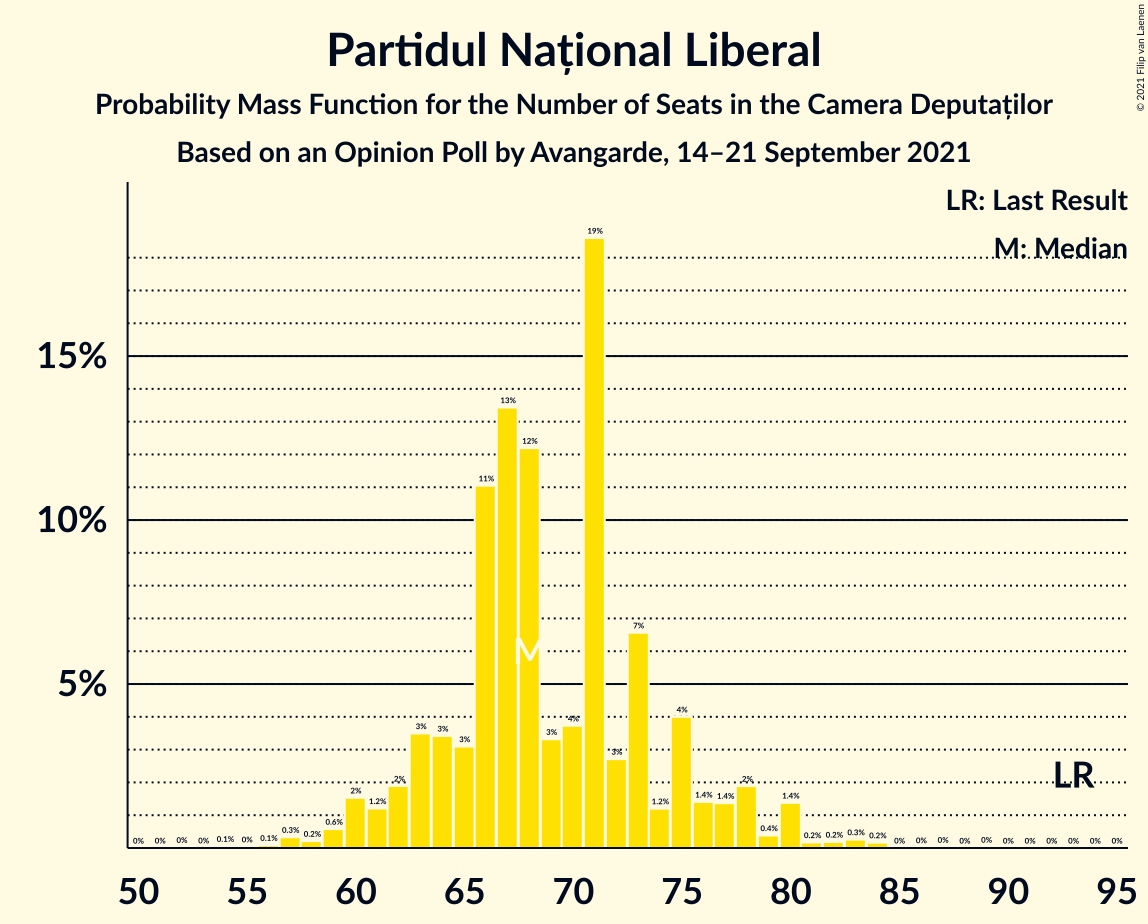 Partidul Național Liberal
Probability Mass Function for the Number of Seats in the Camera Deputaților
Based on an Opinion Poll by Avangarde, 14–21 September 2021
© 2021 Filip van Laenen
LR: Last Result
M: Median
15%
10%
5%
0% 0% 0% 0% 0.1% 0% 0.1% 0.3% 0.2% 0.6% 2% 1.2% 2% 3% 3% 3% 11% 13% 12% 3% 4% 19% 3% 7% 1.2% 4% 1.4% 1.4% 2% 0.4% 1.4% 0.2% 0.2% 0.3% 0.2% 0% 0% 0% 0% 0% 0% 0% 0% 0% 0% 0%
M
LR
50 55 60 65 70 75 80 85 90 95